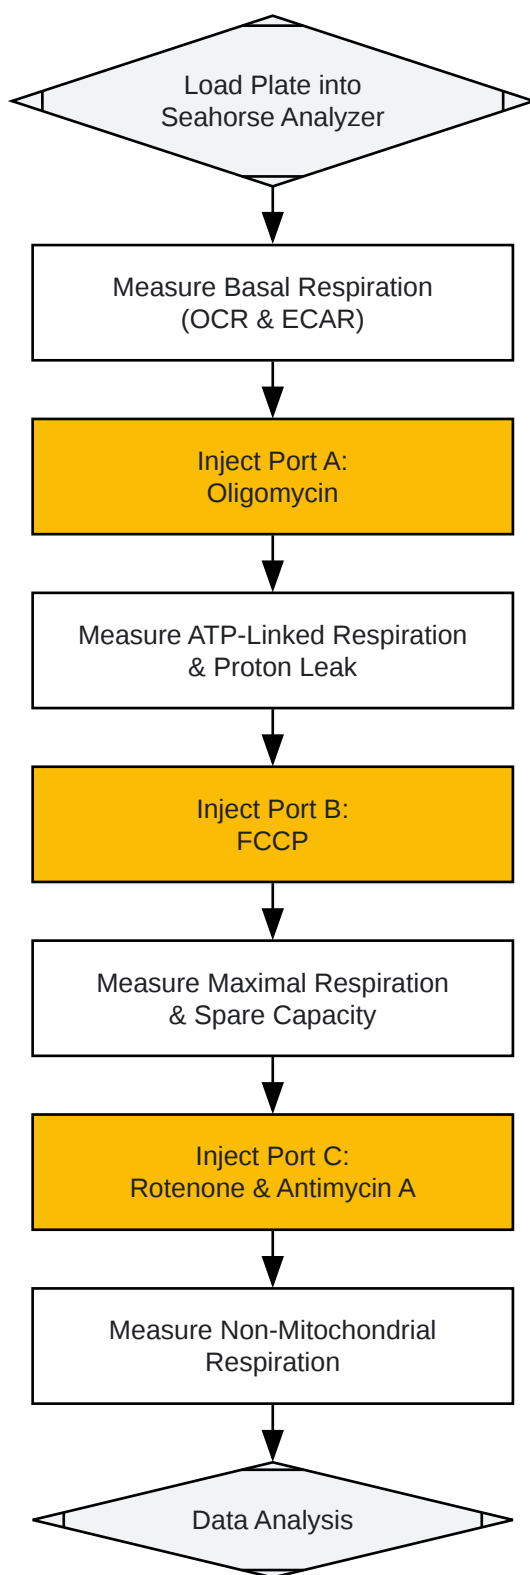 Load Plate into
Seahorse Analyzer
Measure Basal Respiration
(OCR & ECAR)
Inject Port A:
Oligomycin
Measure ATP-Linked Respiration
& Proton Leak
Inject Port B:
FCCP
Measure Maximal Respiration
& Spare Capacity
Inject Port C:
Rotenone & Antimycin A
Measure Non-Mitochondrial
Respiration
Data Analysis